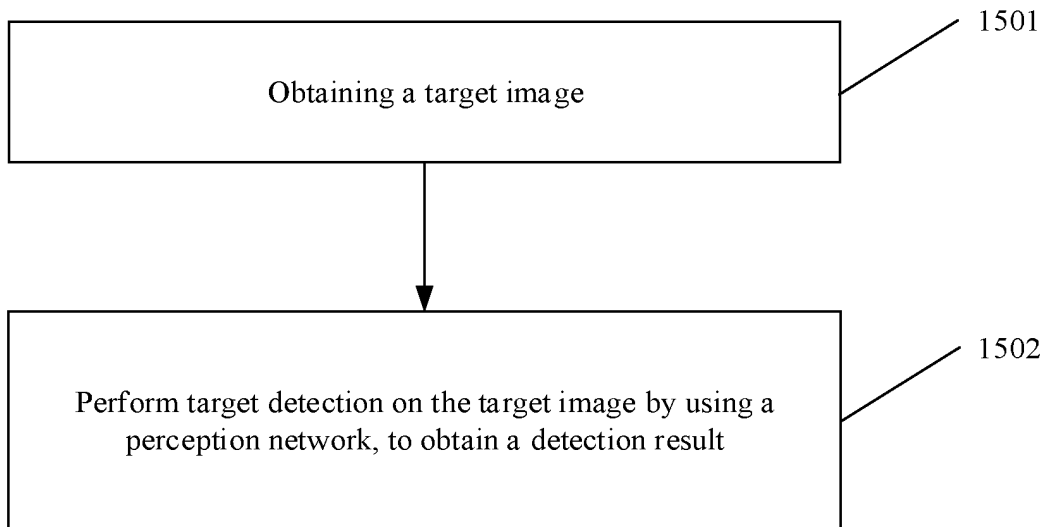 1501
Obtaining a target image
1502
Perform target detection on the target image by using a
perception network, to obtain a detection result